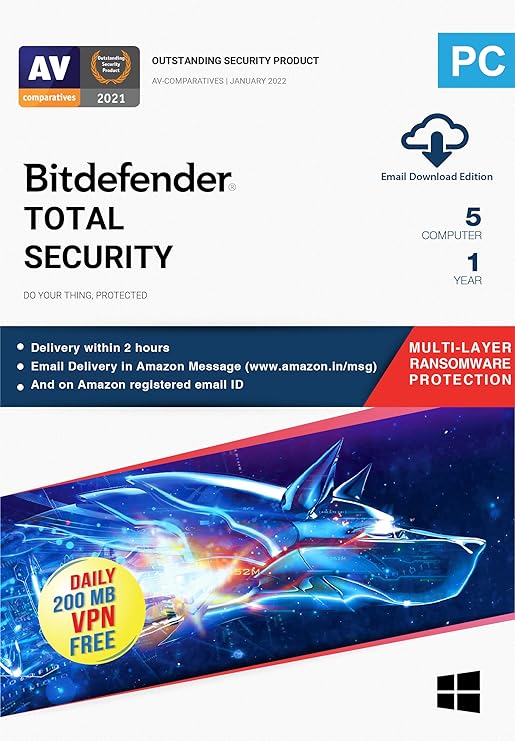 AV
comparatives
Outstanding
Security
Product
2021
OUTSTANDING SECURITY PRODUCT
AV-COMPARATIVES | JANUARY 2022
PC
Email Download Edition
Bitdefender®
TOTAL
SECURITY
5
COMPUTER
1
YEAR
DO YOUR THING, PROTECTED
• Delivery within 2 hours
• Email Delivery in Amazon Message (www.amazon.in/msg)
• And on Amazon registered email ID
MULTI-LAYER
RANSOMWARE
PROTECTION
52M
DAILY
200 MB
VPN
FREE